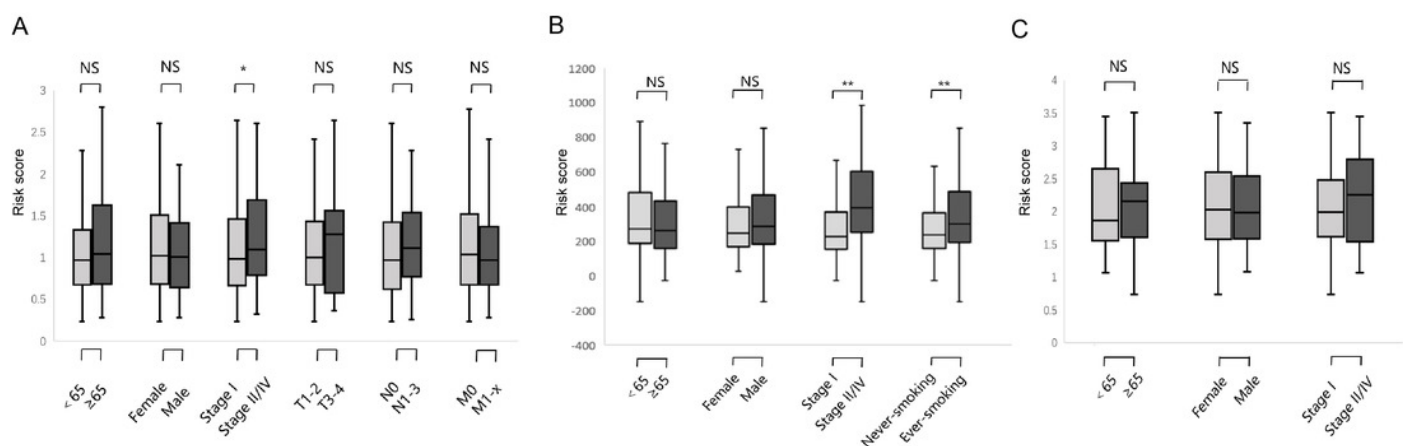 A
NS NS * NS NS NS
Risk score
3
2.5
2
1.5
1
0.5
0
< 65 ≥65 Female Male Stage I Stage II/IV T1-2 T3-4 N0 N1-3 M0 M1-x
B
NS NS ** **
Risk score
1200
1000
800
600
400
200
0
-200
-400
< 65 ≥65 Female Male Stage I Stage II/IV Never-smoking Ever-smoking
C
NS NS NS
Risk score
4
3.5
3
2.5
2
1.5
1
0.5
0
< 65 ≥65 Female Male Stage I Stage II/IV